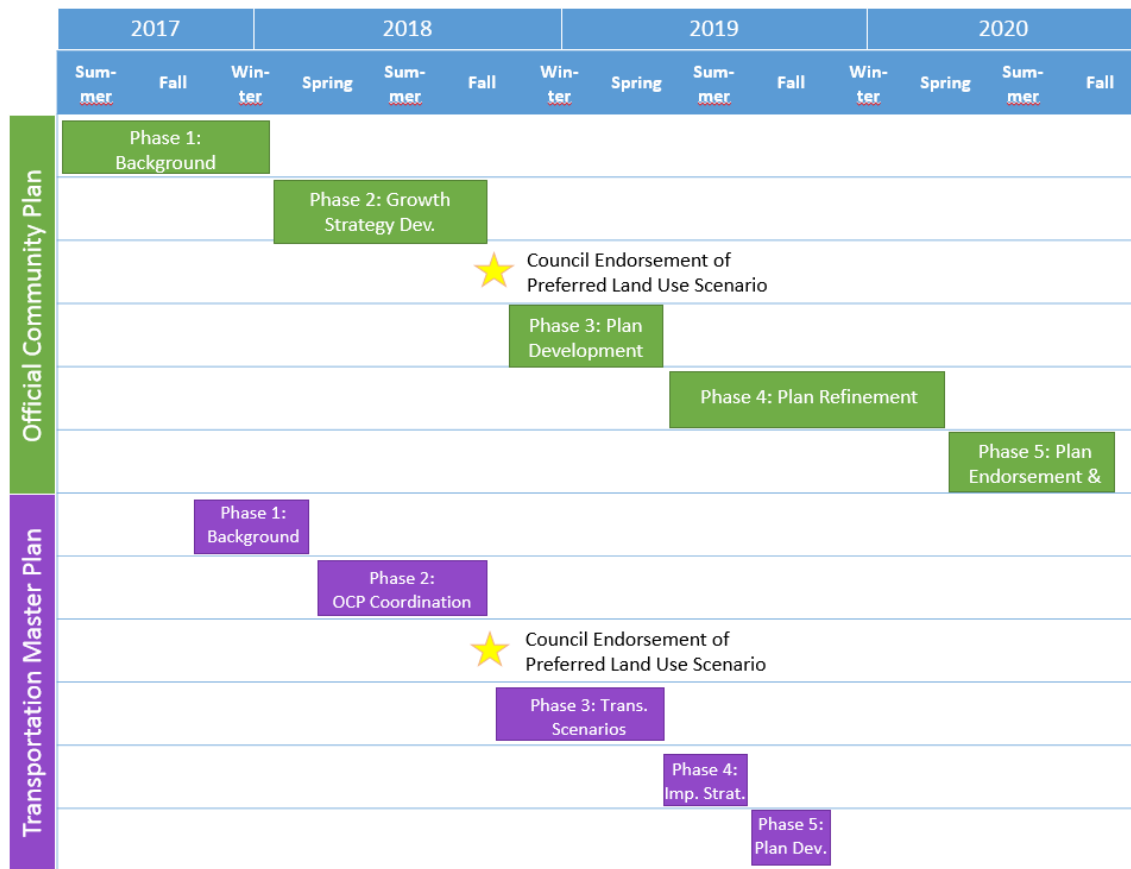 2017 2018 2019 2020
Sum-
mer
Fall
Win-
ter
Spring
Sum-
mer
Fall
Win-
ter
Spring
Sum-
mer
Fall
Win-
ter
Spring
Sum-
mer
Fall
Official Community Plan
Phase 1:
Background
Phase 2: Growth
Strategy Dev.
Council Endorsement of
Preferred Land Use Scenario
Phase 3: Plan
Development
Phase 4: Plan Refinement
Phase 5: Plan
Endorsement &
Transportation Master Plan
Phase 1:
Background
Phase 2:
OCP Coordination
Council Endorsement of
Preferred Land Use Scenario
Phase 3: Trans.
Scenarios
Phase 4:
Imp. Strat.
Phase 5:
Plan Dev.